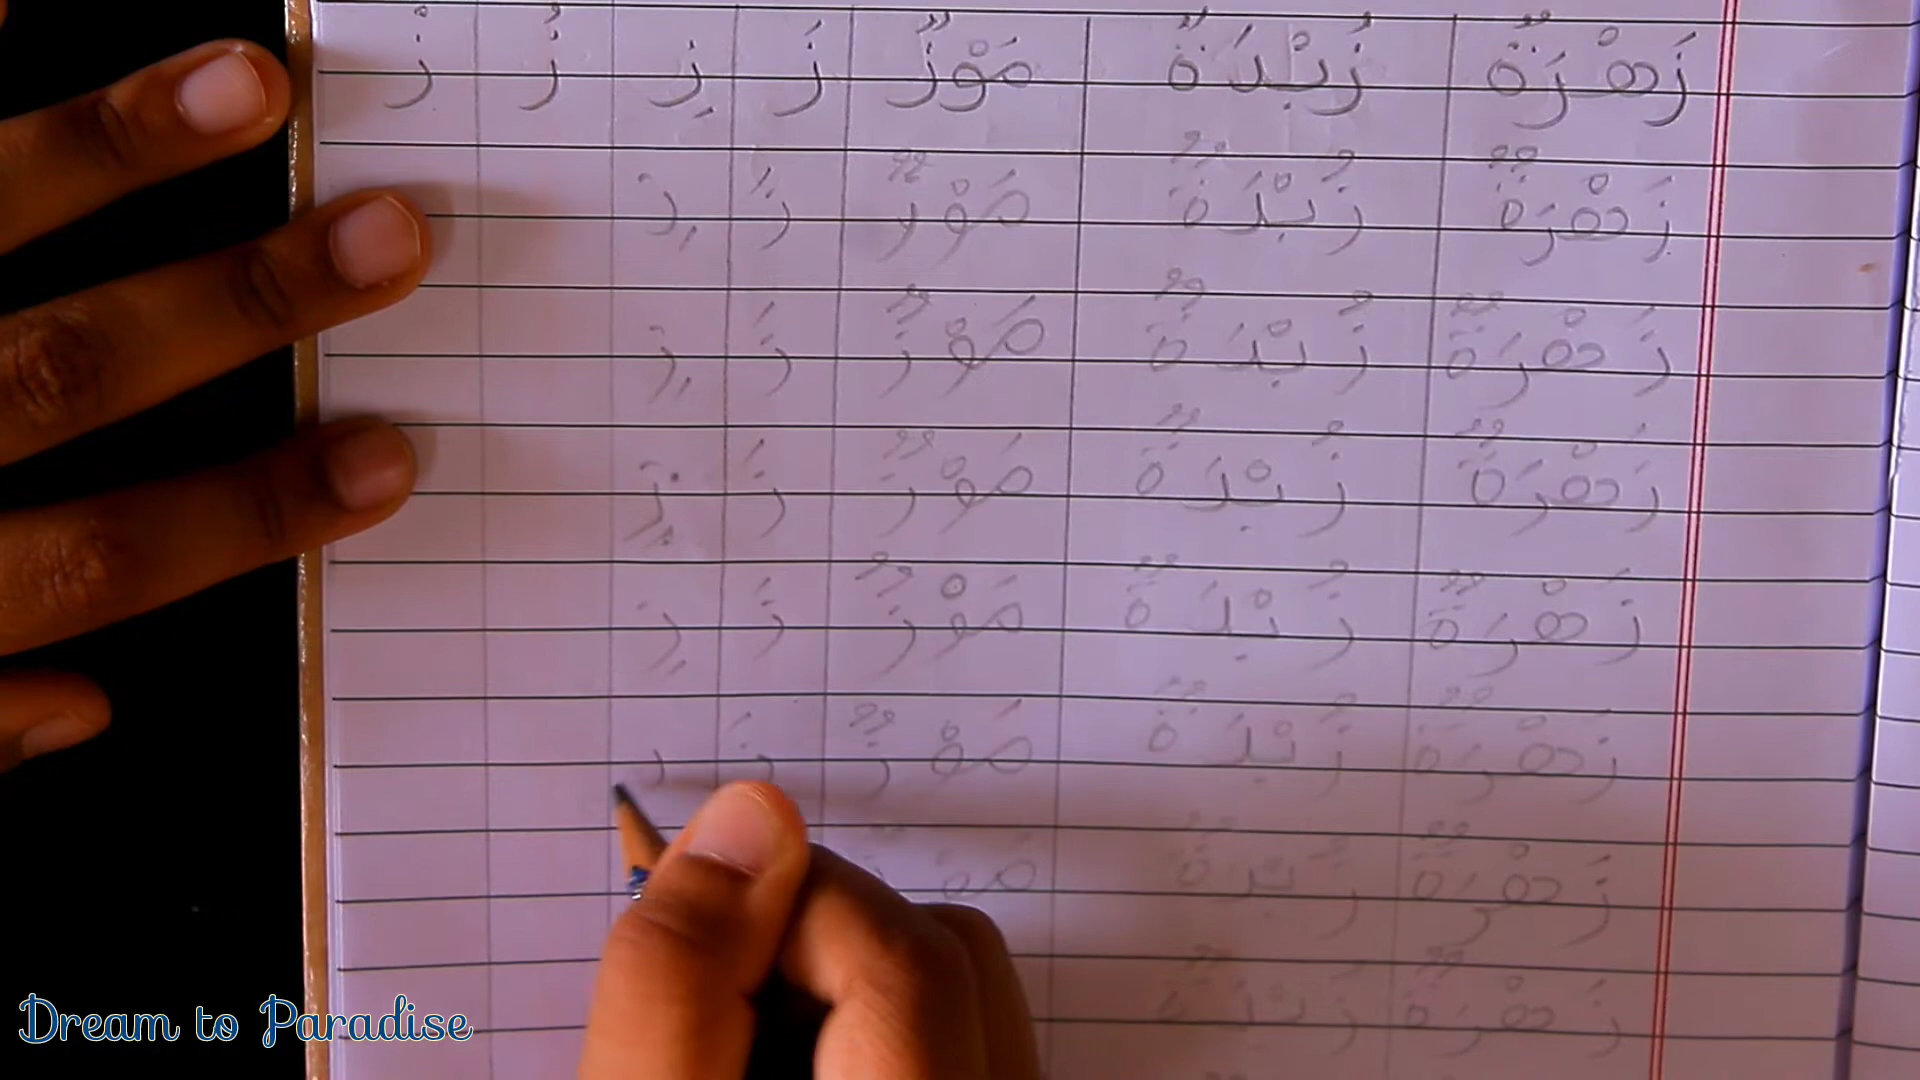 زَهْرَةٌ زُبْدَةٌ مَوْزٌ زَ زِ زُ زْ
زَهْرَةٌ زُبْدَةٌ مَوْزٌ زَ زِ
زَهْرَةٌ زُبْدَةٌ مَوْزٌ زَ زِ
زَهْرَةٌ زُبْدَةٌ مَوْزٌ زَ زِ
زَهْرَةٌ زُبْدَةٌ مَوْزٌ زَ زِ
زَهْرَةٌ زُبْدَةٌ مَوْزٌ زَ ر
زَهْرَةٌ زُبْدَةٌ
زَهْرَةٌ زُبْدَةٌ
Dream to Paradise